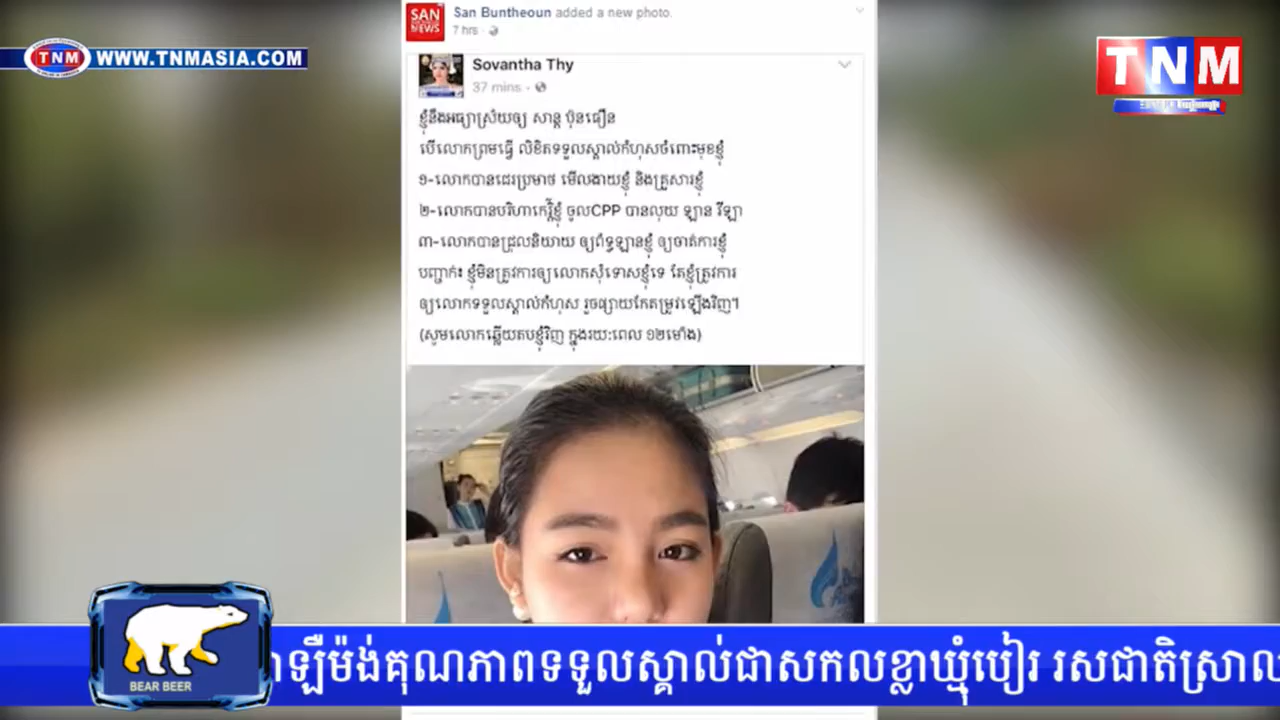 San Buntheoun added a new photo.
SAN
NEWS
7 hrs
TNM
WWW.TNMASIA.COM
TNM
Sovantha Thy
37 mins
ខ្ញុំនឹងអធ្យាស្រ័យឲ្យ សាន្ត ប៊ុនធឿន
បើលោកព្រមធ្វើ លិខិតទទួលស្គាល់កំហុសចំពោះមុខខ្ញុំ
១-លោកបានជេរប្រមាថ មើលងាយខ្ញុំ និងគ្រួសារខ្ញុំ
២-លោកបានបរិហាកេរ្តិ៍ខ្ញុំ ចូលCPP បានលុយ ឡាន វីឡា
៣-លោកបានជ្រុលនិយាយ ឲ្យព័ទ្ធឡានខ្ញុំ ឲ្យចាត់ការខ្ញុំ
បញ្ជាក់៖ ខ្ញុំមិនត្រូវការឲ្យលោកសុំទោសខ្ញុំទេ តែខ្ញុំត្រូវការ
ឲ្យលោកទទួលស្គាល់កំហុស រួចផ្សាយកែតម្រូវឡើងវិញ។
(សូមលោកឆ្លើយតបខ្ញុំវិញ ក្នុងរយៈពេល ១២ម៉ោង)
BEAR BEER
ឡឺម៉ង់គុណភាពទទួលស្គាល់ជាសកលខ្លាឃ្មុំបៀរ រសជាតិស្រាល